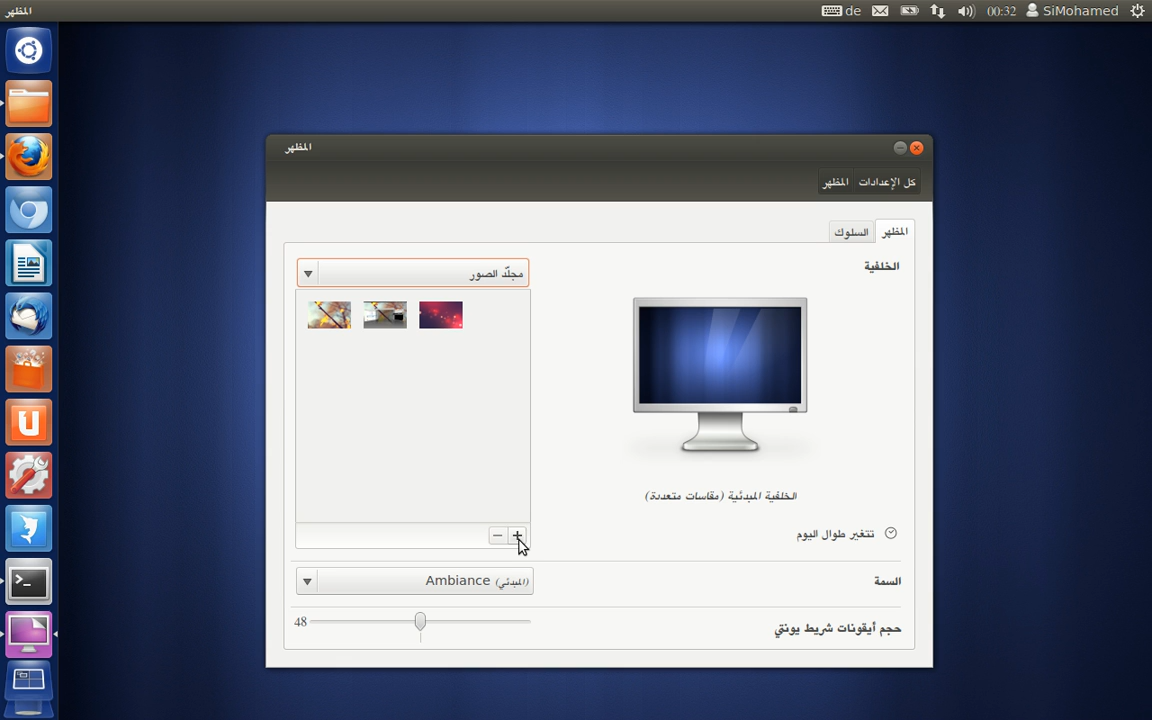 المظهر
de
00:32
SiMohamed
المظهر
كل الإعدادات
المظهر
المظهر
السلوك
الخلفية
مجلّد الصور
الخلفية المبدئية (مقاسات متعددة)
تتغير طوال اليوم
السمة
Ambiance (المبدئي)
حجم أيقونات شريط يونتي
48